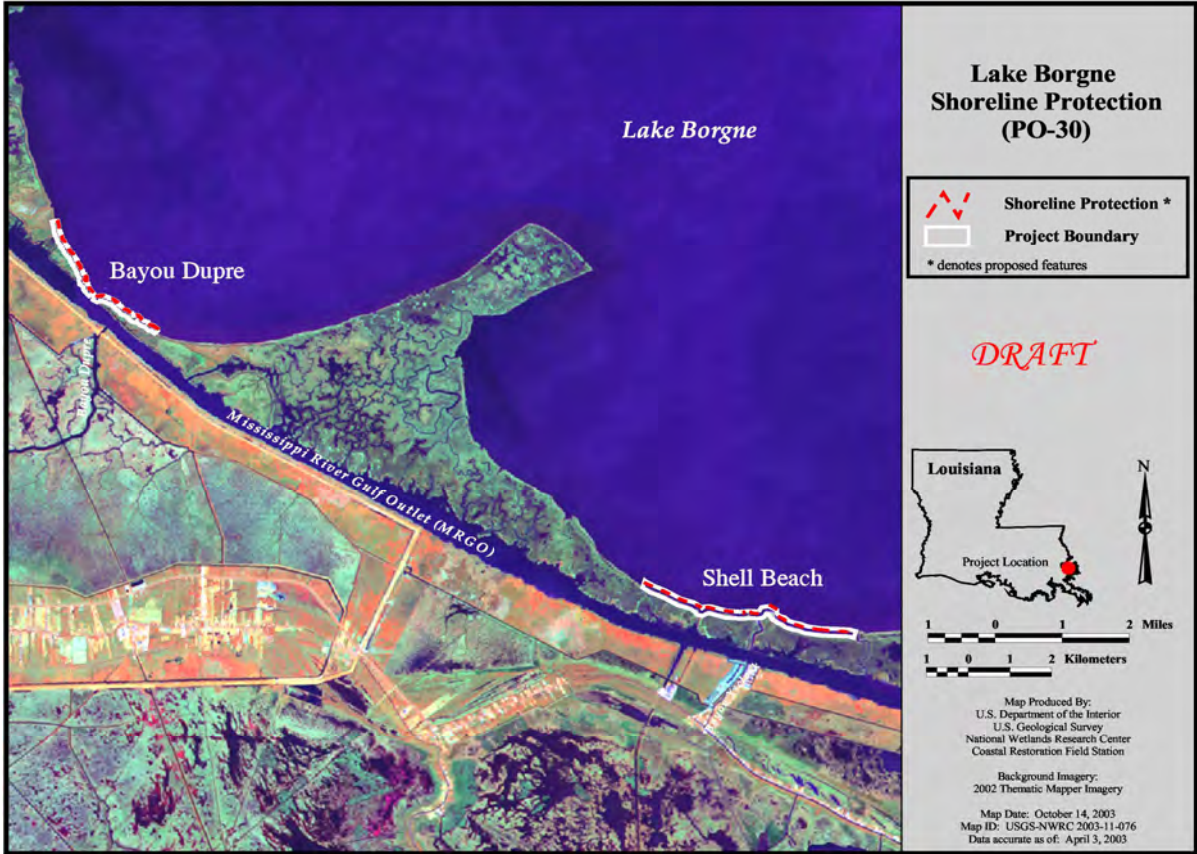 Lake Borgne
Bayou Dupre
Bayou Dupre
Mississippi River Gulf Outlet (MRGO)
Shell Beach
Lake Borgne
Shoreline Protection
(PO-30)
Shoreline Protection *
Project Boundary
* denotes proposed features
DRAFT
Louisiana
N
Project Location
1 0 1 2 Miles
1 0 1 2 Kilometers
Map Produced By:
U.S. Department of the Interior
U.S. Geological Survey
National Wetlands Research Center
Coastal Restoration Field Station
Background Imagery:
2002 Thematic Mapper Imagery
Map Date: October 14, 2003
Map ID: USGS-NWRC 2003-11-076
Data accurate as of: April 3, 2003